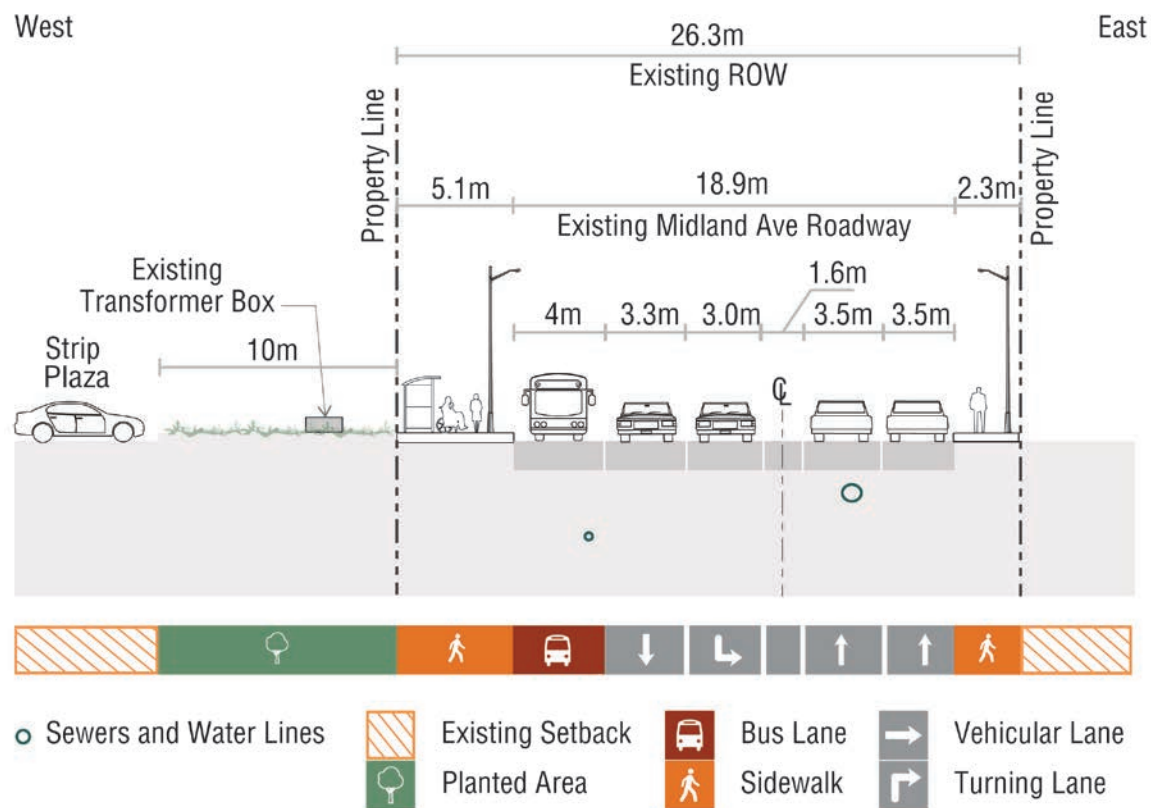 West
East
26.3m
Existing ROW
Property Line
Property Line
5.1m
18.9m
2.3m
Existing Midland Ave Roadway
Existing
Transformer Box
1.6m
4m
3.3m
3.0m
3.5m
3.5m
Strip
Plaza
10m
℄
Sewers and Water Lines
Existing Setback
Bus Lane
Vehicular Lane
Planted Area
Sidewalk
Turning Lane